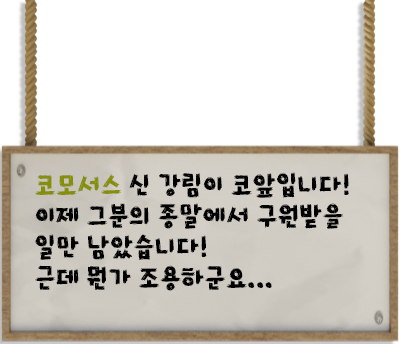 코모서스 신 강림이 코앞입니다!
이제 그분의 종말에서 구원받을
일만 남았습니다!
근데 뭔가 조용하군요...